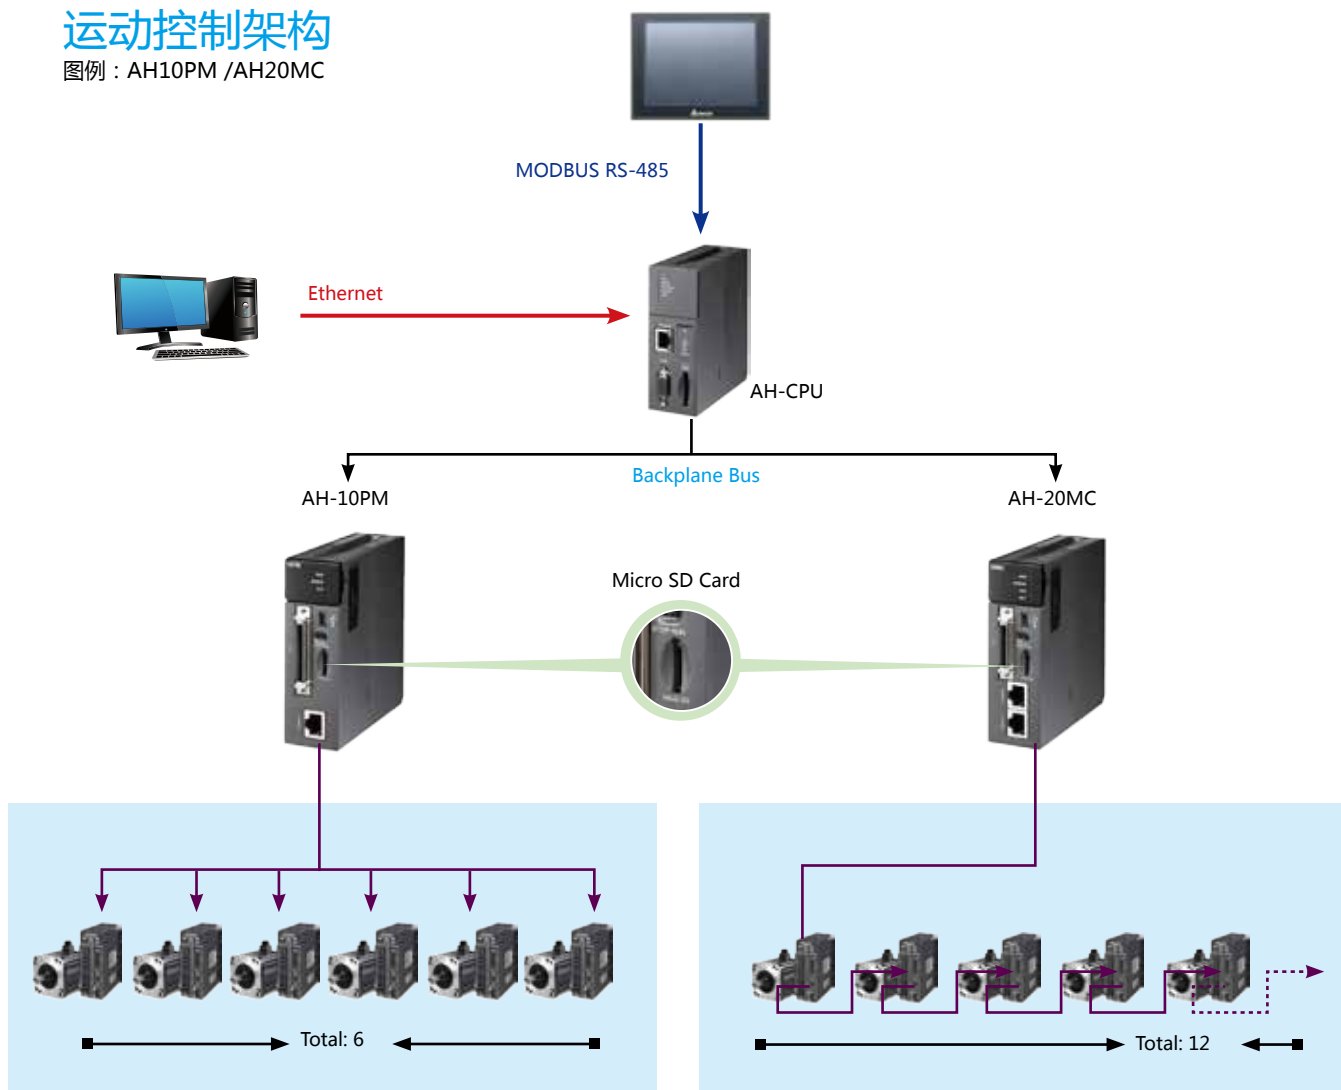 运动控制架构
图例：AH10PM /AH20MC
MODBUS RS-485
Ethernet
AH-CPU
Backplane Bus
AH-10PM
AH-20MC
Micro SD Card
Total: 6
Total: 12